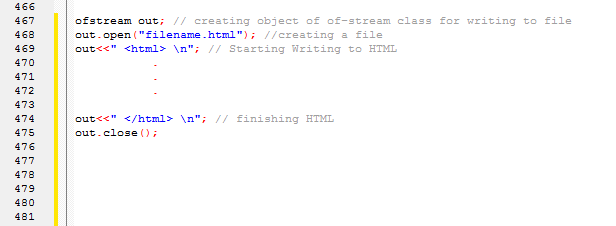 466
467 ofstream out; // creating object of of-stream class for writing to file
468 out.open("filename.html"); //creating a file
469 out<<" <html> \n"; // Starting Writing to HTML
470 .
471 .
472 .
473
474 out<<" </html> \n"; // finishing HTML
475 out.close();
476
477
478
479
480
481